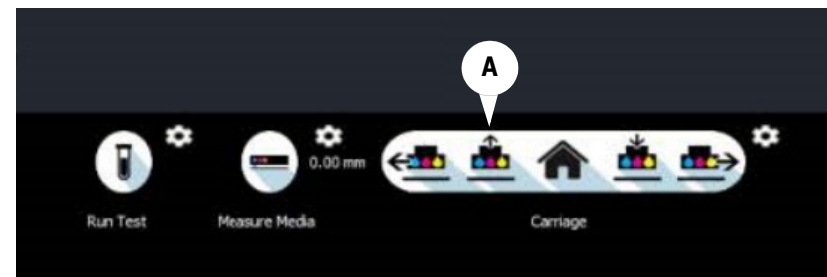 A
0.00 mm
Run Test
Measure Media
Carriage